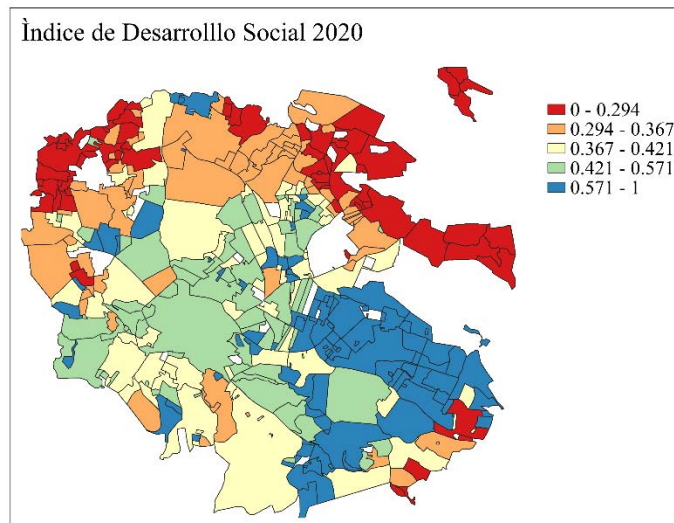 Ìndice de Desarrolllo Social 2020
0 - 0.294
0.294 - 0.367
0.367 - 0.421
0.421 - 0.571
0.571 - 1